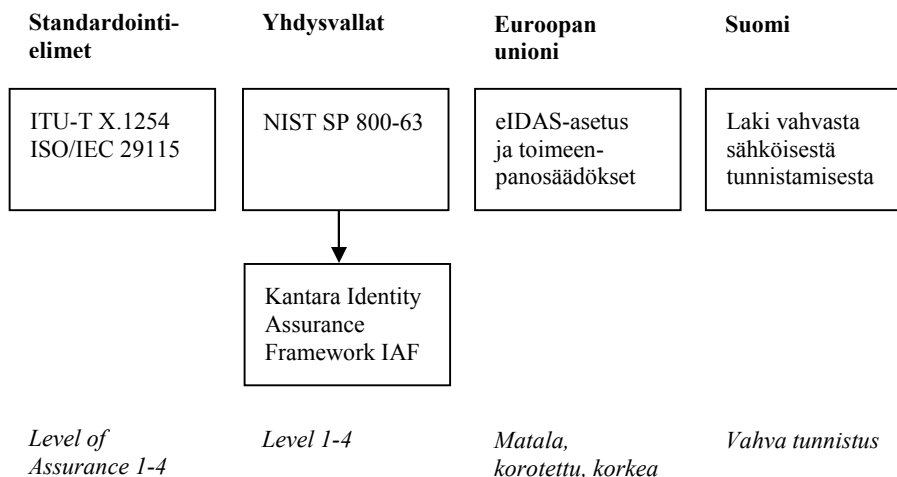 Standardointi-
elimet
Yhdysvallat
Euroopan
unioni
Suomi
ITU-T X.1254
ISO/IEC 29115
NIST SP 800-63
eIDAS-asetus
ja toimeen-
panosäädökset
Laki vahvasta
sähköisestä
tunnistamisesta
Kantara Identity
Assurance
Framework IAF
Level of
Assurance 1-4
Level 1-4
Matala,
korotettu, korkea
Vahva tunnistus